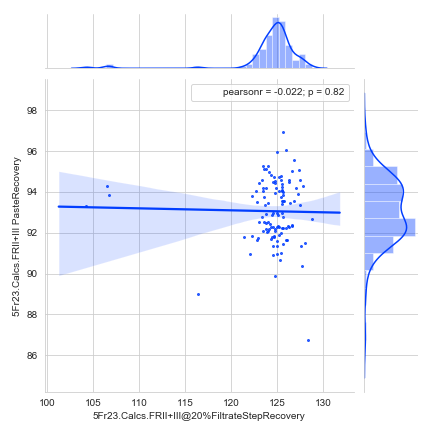 pearsonr = -0.022; p = 0.82
98
96
94
92
90
88
86
5Fr23.Calcs.FRII+III PasteRecovery
100 105 110 115 120 125 130
5Fr23.Calcs.FRII+III@20%FiltrateStepRecovery